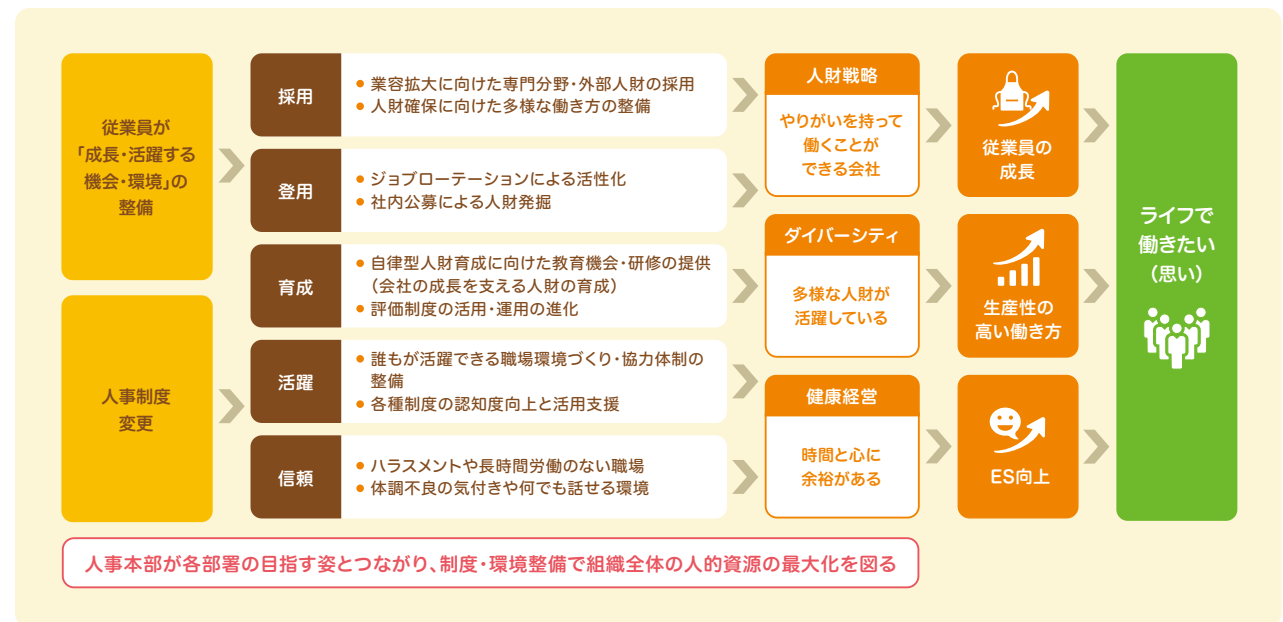 従業員が
「成長・活躍する
機会・環境」の
整備
人事制度
変更
採用
● 業容拡大に向けた専門分野・外部人財の採用
● 人財確保に向けた多様な働き方の整備
登用
● ジョブローテーションによる活性化
● 社内公募による人財発掘
育成
● 自律型人財育成に向けた教育機会・研修の提供
（会社の成長を支える人財の育成）
● 評価制度の活用・運用の進化
活躍
● 誰もが活躍できる職場環境づくり・協力体制の
整備
● 各種制度の認知度向上と活用支援
信頼
● ハラスメントや長時間労働のない職場
● 体調不良の気付きや何でも話せる環境
人財戦略
やりがいを持って
働くことが
できる会社
ダイバーシティ
多様な人財が
活躍している
健康経営
時間と心に
余裕がある
従業員の
成長
生産性の
高い働き方
ES向上
ライフで
働きたい
（思い）
人事本部が各部署の目指す姿とつながり、制度・環境整備で組織全体の人的資源の最大化を図る